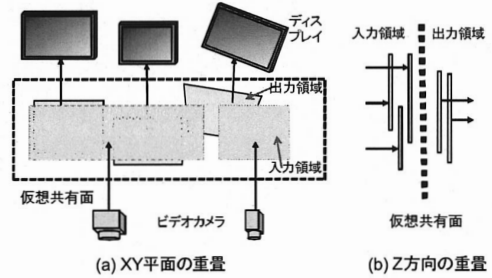 ディス
プレイ
出力領域
入力領域
仮想共有面
ビデオカメラ
(a) XY平面の重畳
入力領域
出力領域
仮想共有面
(b) Z方向の重畳